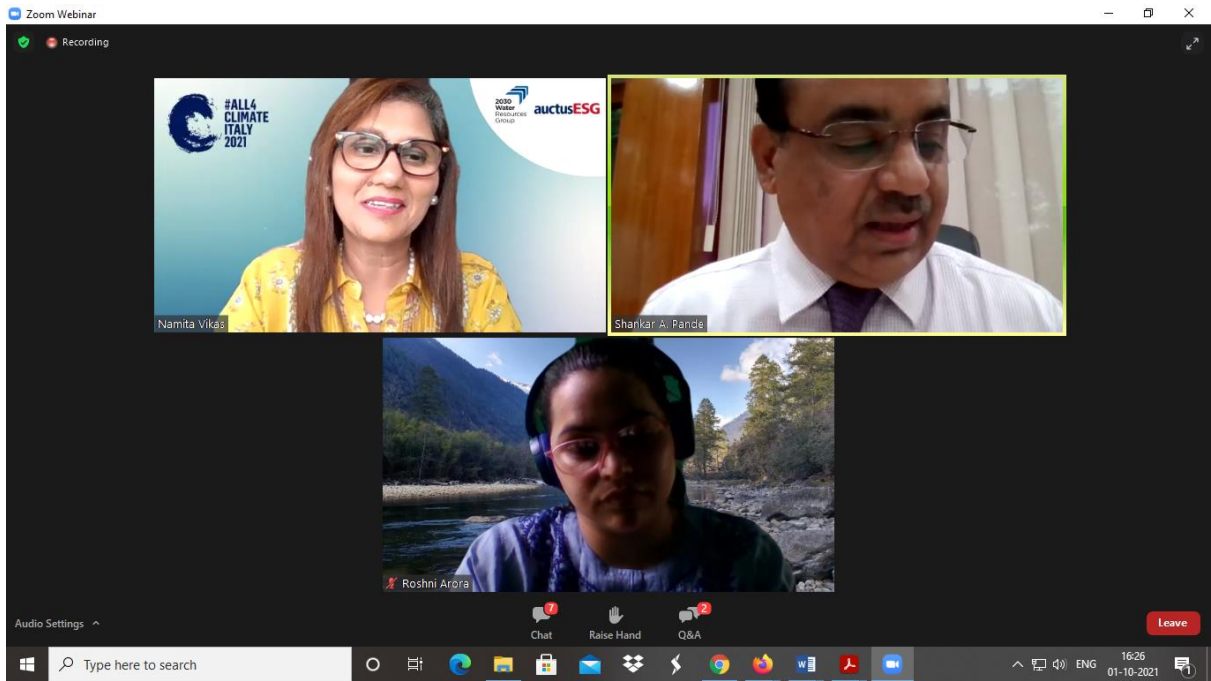 Zoom Webinar
Recording
#ALL4
CLIMATE
ITALY
2021
2030
Water
Resources
Group
auctusESG
Namita Vikas
Shankar A. Pande
Roshni Arora
Audio Settings
7
Chat
Raise Hand
2
Q&A
Leave
Type here to search
ENG
16:26
01-10-2021
1